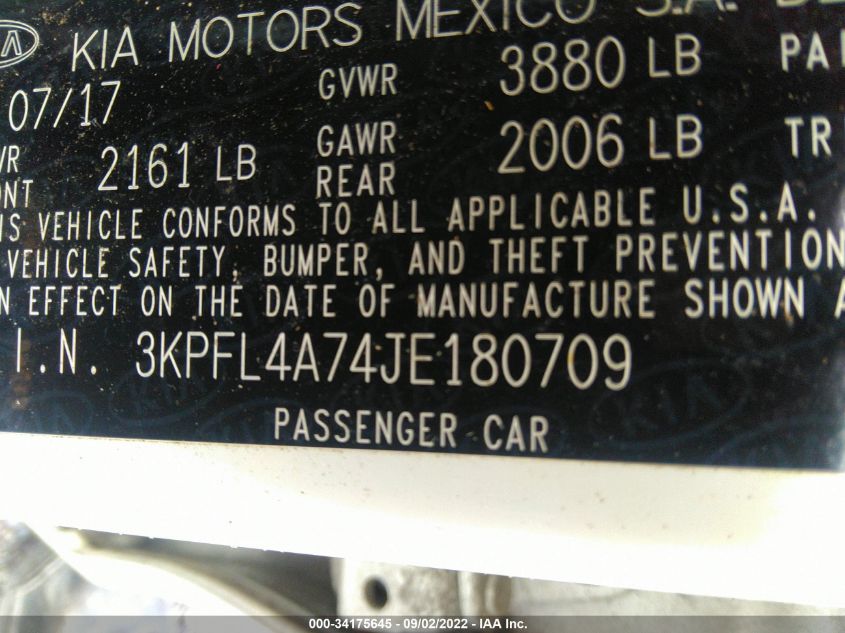 KIA MOTORS MEXICO S.A. DE
07/17 GVWR 3880 LB
2161 LB GAWR REAR 2006 LB
VEHICLE CONFORMS TO ALL APPLICABLE U.S.A.
VEHICLE SAFETY, BUMPER, AND THEFT PREVENTION
EFFECT ON THE DATE OF MANUFACTURE SHOWN
I.N. 3KPFL4A74JE180709
PASSENGER CAR
000-34175645 - 09/02/2022 - IAA Inc.